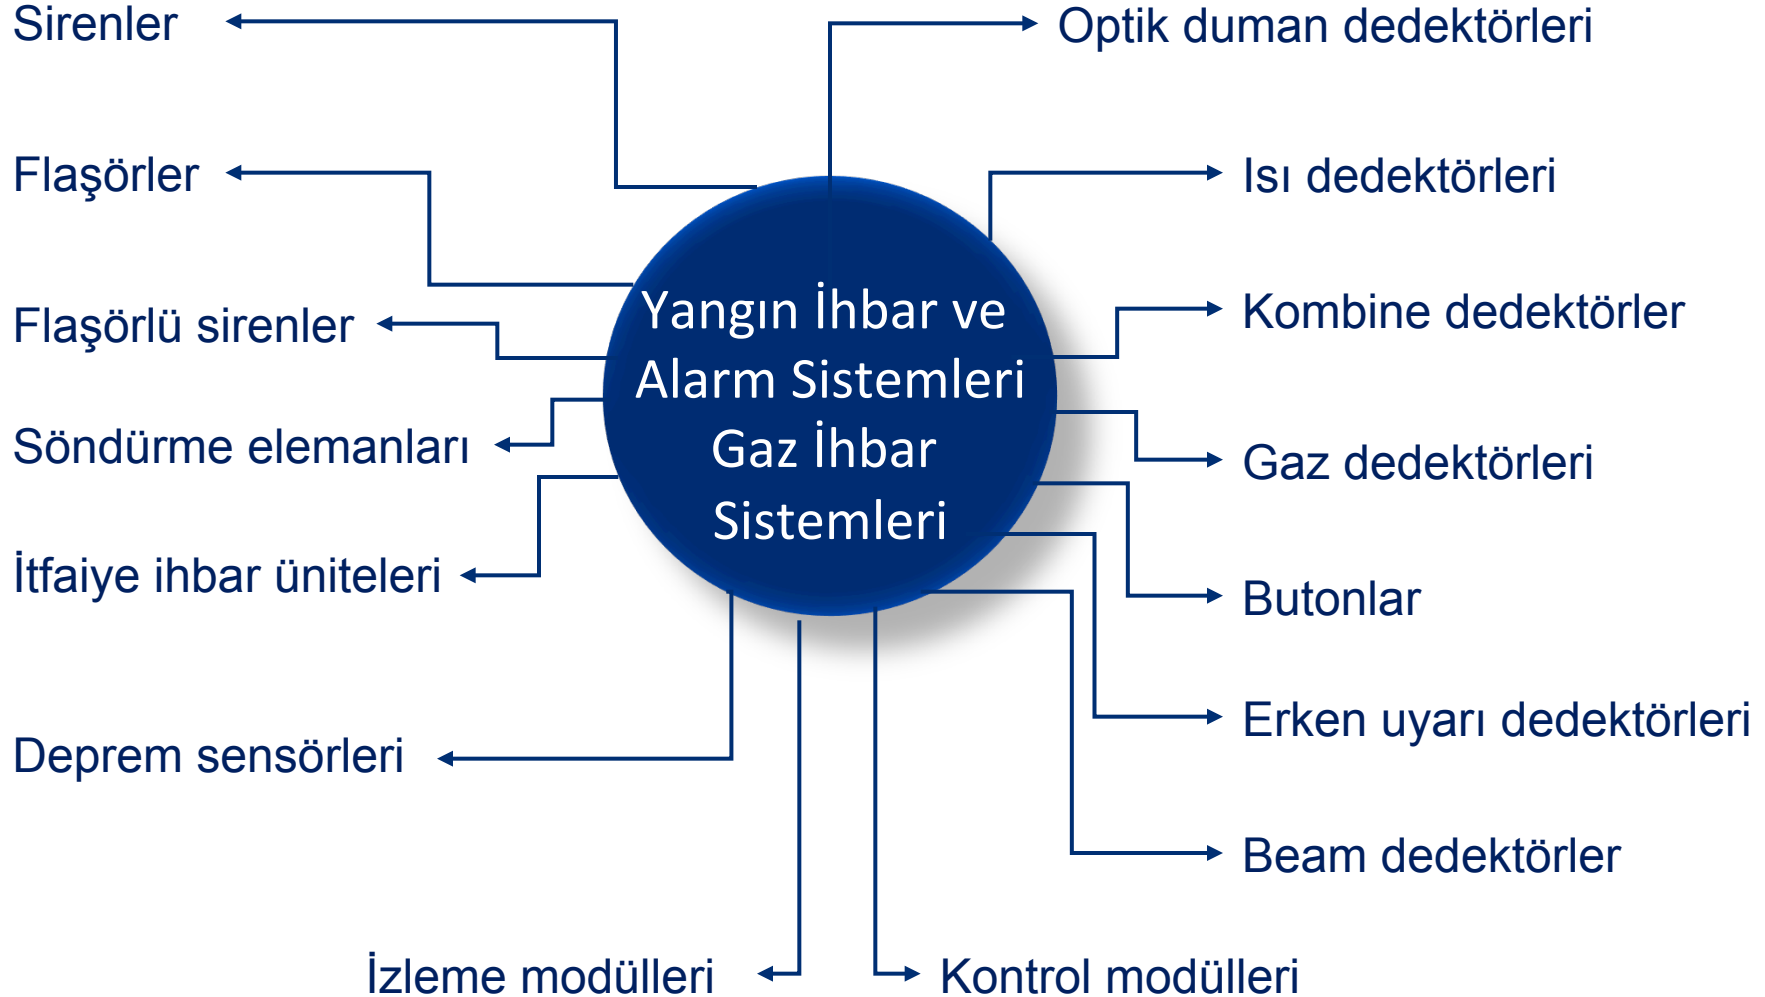 Sirenler
Optik duman dedektörleri
Flaşörler
Isı dedektörleri
Flaşörlü sirenler
Kombine dedektörler
Yangın İhbar ve
Alarm Sistemleri
Gaz İhbar
Sistemleri
Söndürme elemanları
Gaz dedektörleri
İtfaiye ihbar üniteleri
Butonlar
Deprem sensörleri
Erken uyarı dedektörleri
Beam dedektörler
İzleme modülleri
Kontrol modülleri